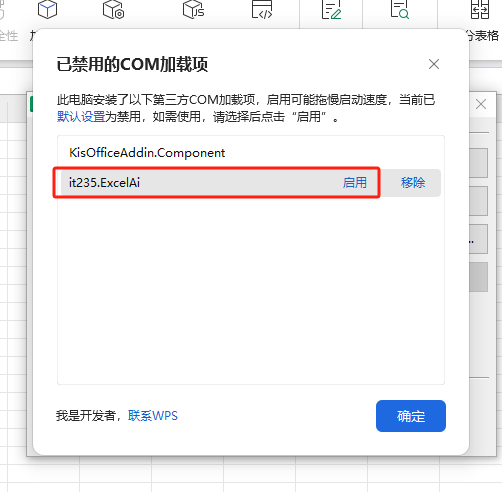 全性
JS
分表格
已禁用的COM加载项
此电脑安装了以下第三方COM加载项，启用可能拖慢启动速度，当前已
默认设置为禁用，如需使用，请选择后点击“启用”。
KisOfficeAddin.Component
it235.ExcelAi 启用 移除
我是开发者，联系WPS 确定